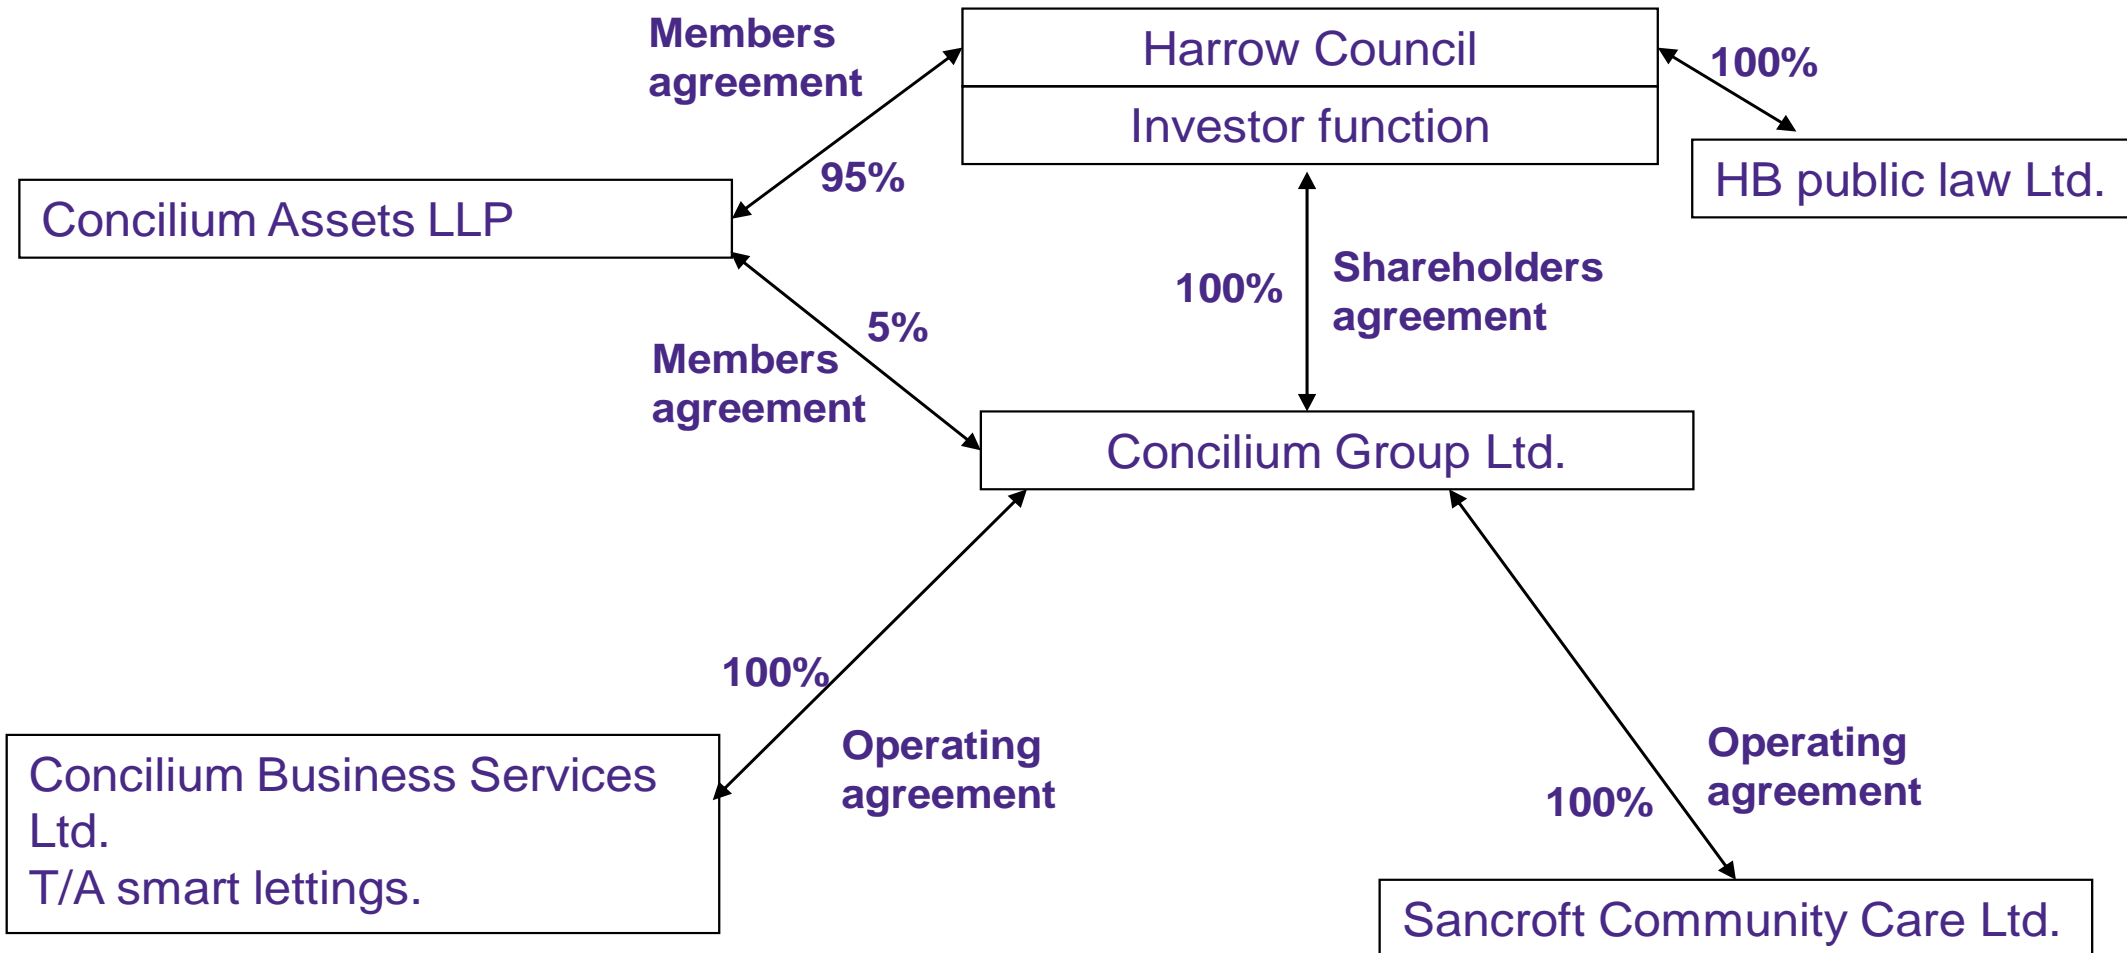 Members
agreement
Harrow Council
100%
Investor function
95%
HB public law Ltd.
Concilium Assets LLP
100%
Shareholders
agreement
5%
Members
agreement
Concilium Group Ltd.
100%
Operating
agreement
Operating
agreement
100%
Concilium Business Services
Ltd.
T/A smart lettings.
Sancroft Community Care Ltd.